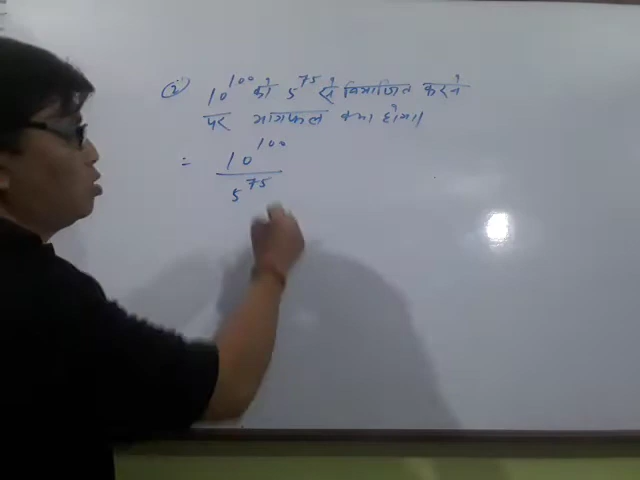 ② 10^100 को 5^75 से विभाजित करने
पर भागफल क्या होगा।
= 10^100 / 5^75